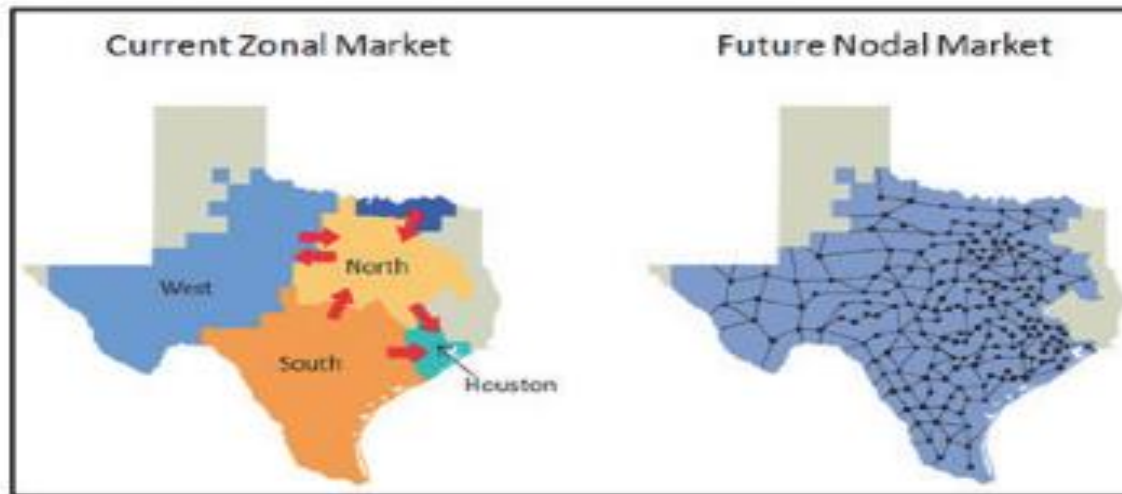 Current Zonal Market
Future Nodal Market
North
West
South
Houston